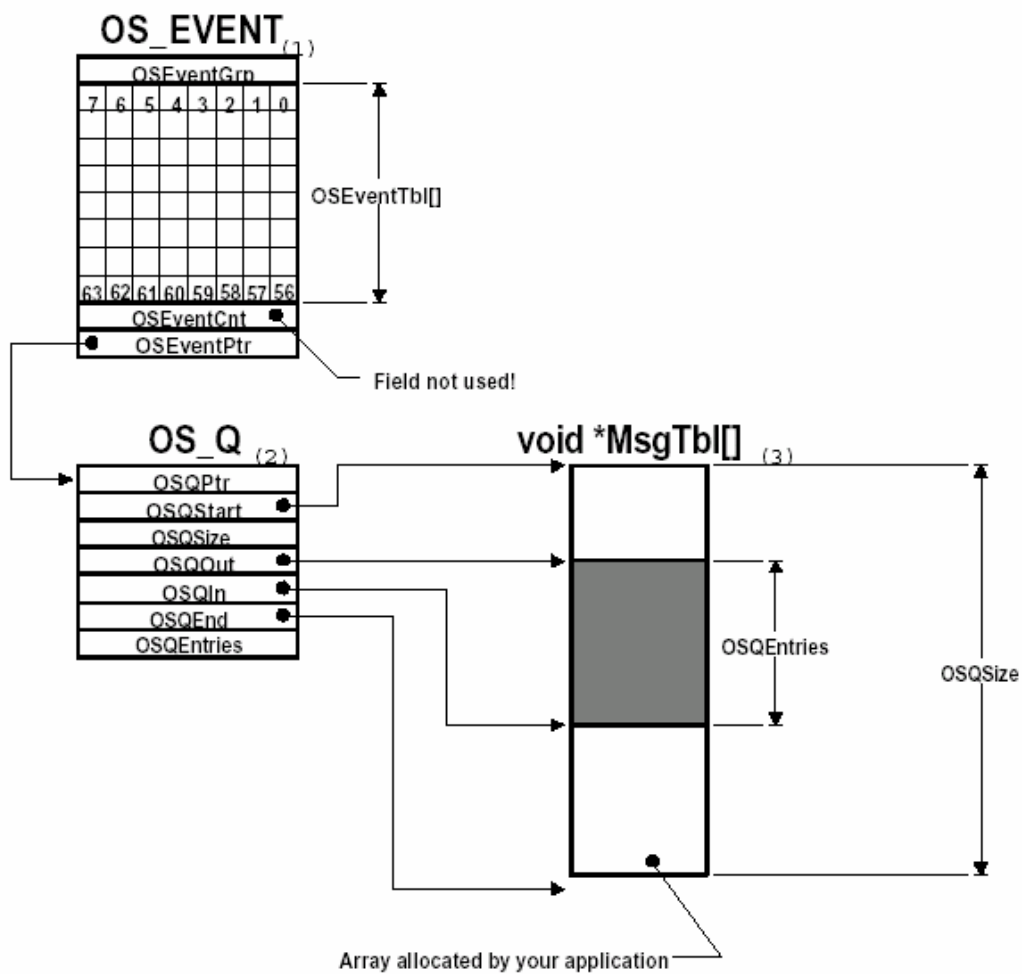 OS_EVENT (1)
OSEventGrp
7 6 5 4 3 2 1 0
OSEventTbl[]
63 62 61 60 59 58 57 56
OSEventCnt
OSEventPtr
Field not used!
OS_Q (2)
void *MsgTbl[] (3)
OSQPtr
OSQStart
OSQSize
OSQOut
OSQIn
OSQEnd
OSQEntries
OSQEntries
OSQSize
Array allocated by your application